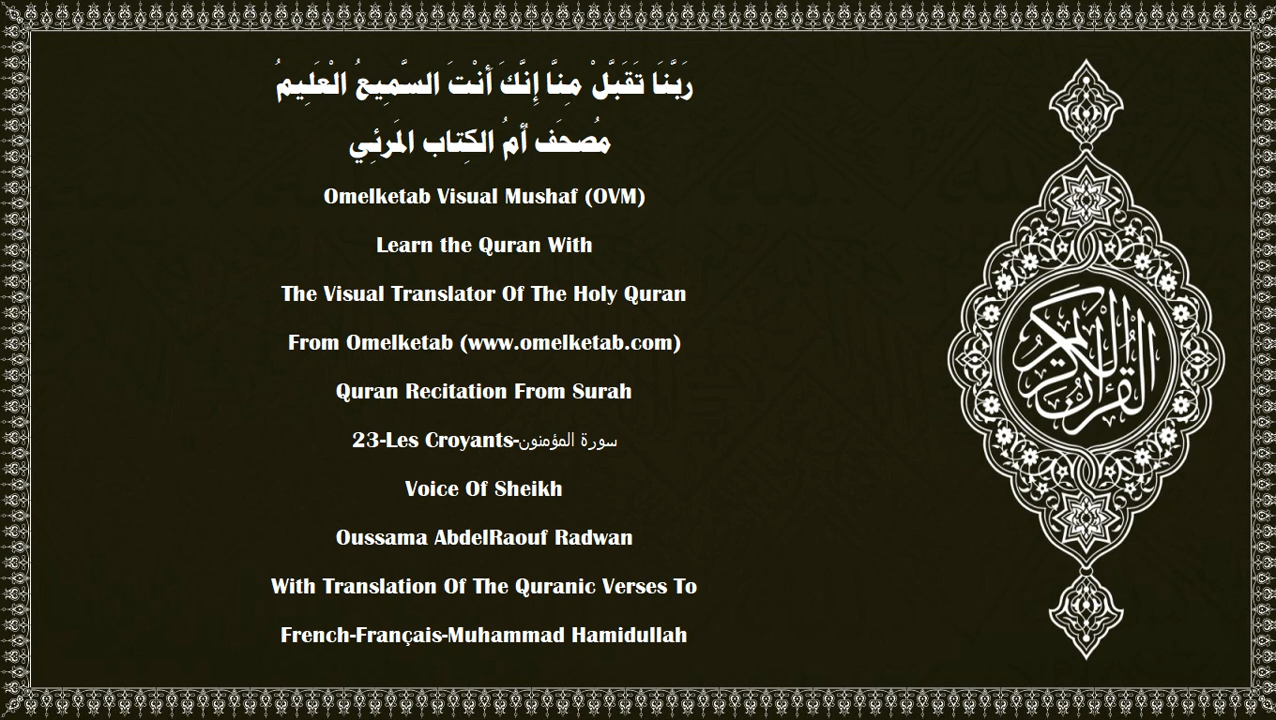 رَبَّنَا تَقَبَّلْ مِنَّا إِنَّكَ أَنْتَ السَّمِيعُ الْعَلِيمُ
مُصحَف أمُ الكِتاب المَرئِي
Omelketab Visual Mushaf (OVM)
Learn the Quran With
The Visual Translator Of The Holy Quran
From Omelketab (www.omelketab.com)
Quran Recitation From Surah
23-Les Croyants-سورة المؤمنون
Voice Of Sheikh
Oussama AbdelRaouf Radwan
With Translation Of The Quranic Verses To
French-Français-Muhammad Hamidullah
القرآن الكريم